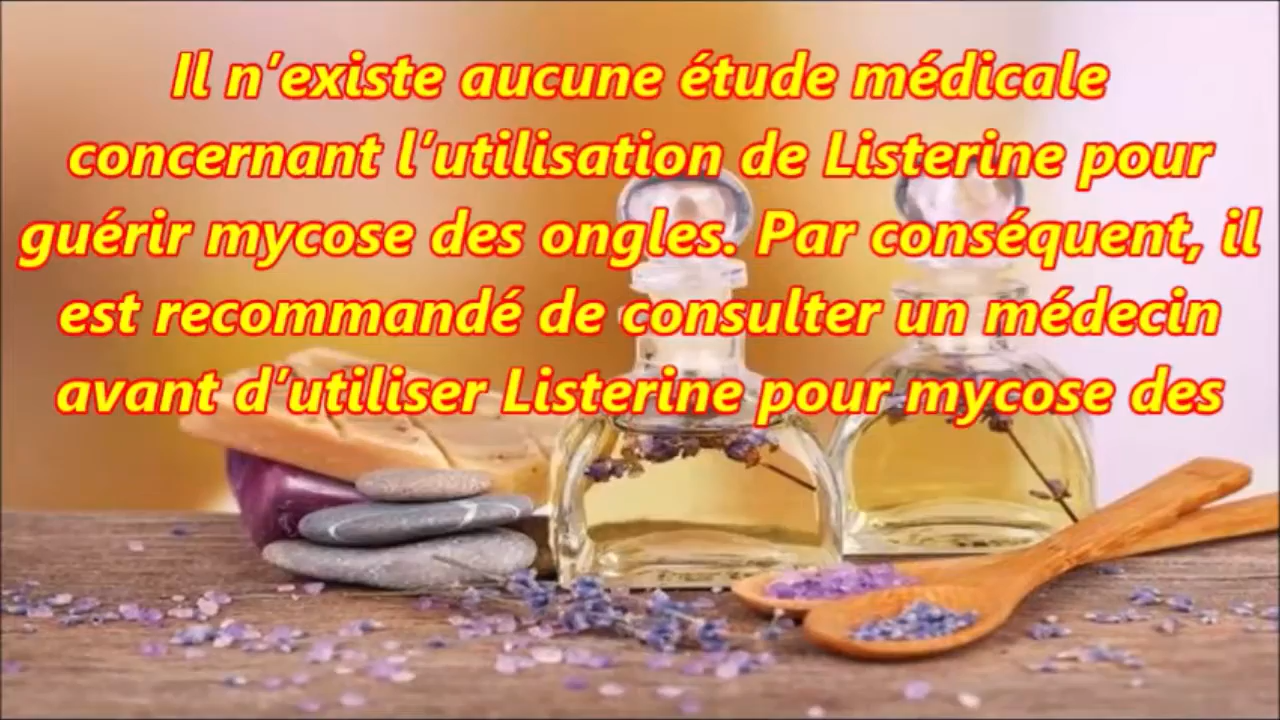 Il n’existe aucune étude médicale
concernant l’utilisation de Listerine pour
guérir mycose des ongles. Par conséquent, il
est recommandé de consulter un médecin
avant d’utiliser Listerine pour mycose des